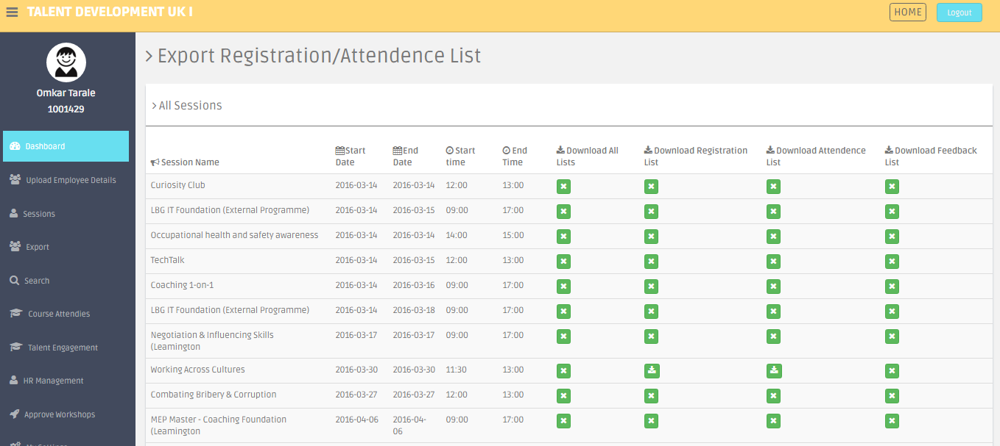 TALENT DEVELOPMENT UK I
HOME
Logout
Omkar Tarale
1001429
Dashboard
Upload Employee Details
Sessions
Export
Search
Course Attendies
Talent Engagement
HR Management
Approve Workshops
Export Registration/Attendence List
All Sessions
Session Name Start Date End Date Start time End Time Download All Lists Download Registration List Download Attendence List Download Feedback List
Curiosity Club 2016-03-14 2016-03-14 12:00 13:00
LBG IT Foundation (External Programme) 2016-03-14 2016-03-15 09:00 17:00
Occupational health and safety awareness 2016-03-14 2016-03-14 14:00 15:00
TechTalk 2016-03-14 2016-03-15 12:00 13:00
Coaching 1-on-1 2016-03-14 2016-03-16 09:00 17:00
LBG IT Foundation (External Programme) 2016-03-14 2016-03-18 09:00 17:00
Negotiation & Influencing Skills 2016-03-17 2016-03-17 09:00 17:00
(Leamington
Working Across Cultures 2016-03-30 2016-03-30 11:30 13:00
Combating Bribery & Corruption 2016-03-27 2016-03-27 12:00 13:00
MEP Master - Coaching Foundation 2016-04-06 2016-04- 09:00 17:00
(Leamington 06